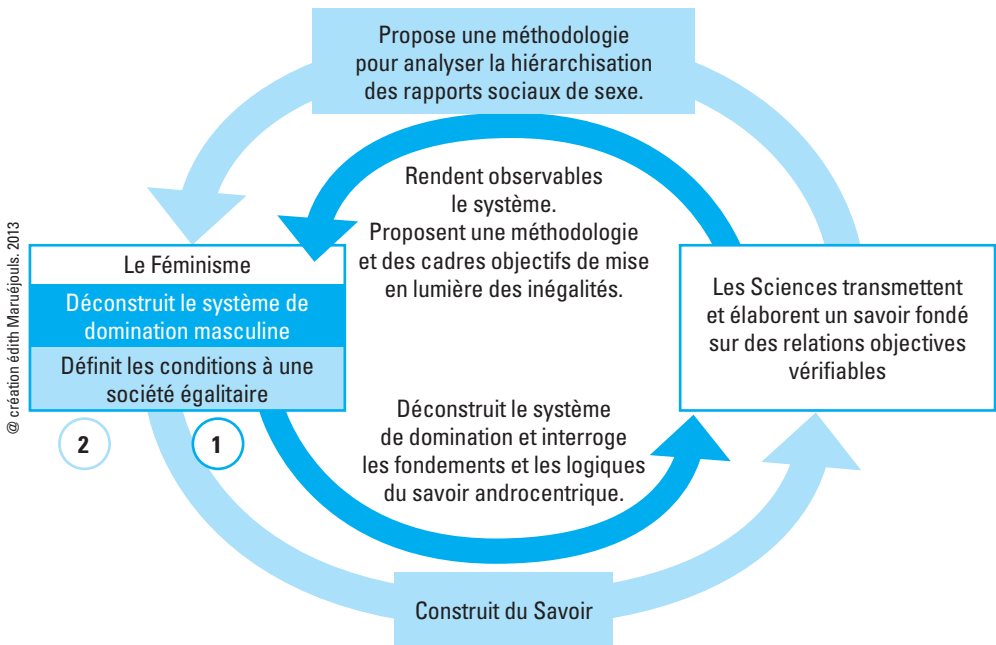 Propose une méthodologie
pour analyser la hiérarchisation
des rapports sociaux de sexe.
Rendent observables
le système.
Proposent une méthodologie
et des cadres objectifs de mise
en lumière des inégalités.
@ création édith Maruéjouls. 2013
Le Féminisme
Déconstruit le système de
domination masculine
Définit les conditions à une
société égalitaire
Les Sciences transmettent
et élaborent un savoir fondé
sur des relations objectives
vérifiables
2
1
Déconstruit le système
de domination et interroge
les fondements et les logiques
du savoir androcentrique.
Construit du Savoir